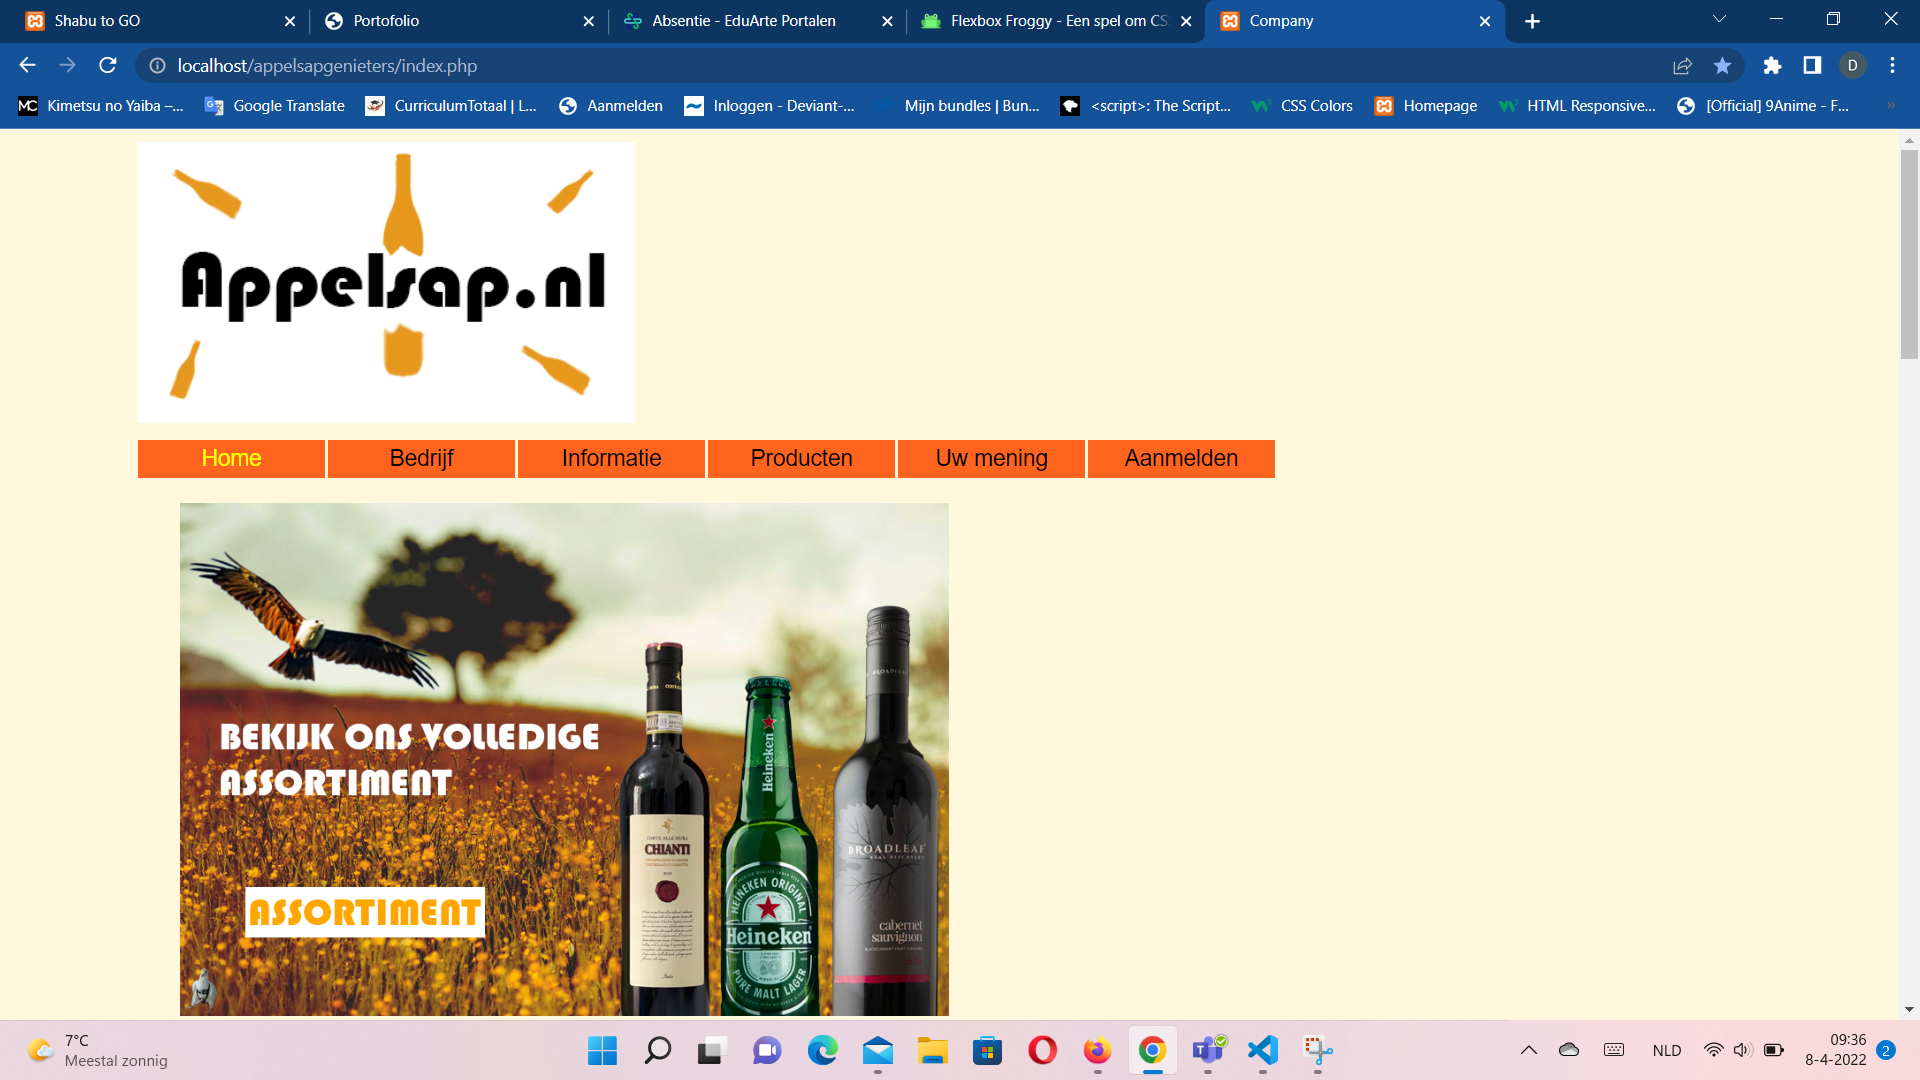 Shabu to GO
Portofolio
Absentie - EduArte Portalen
Flexbox Froggy - Een spel om CS
Company
localhost/appelsapgenieters/index.php
D
Kimetsu no Yaiba –...
Google Translate
CurriculumTotaal | L...
Aanmelden
Inloggen - Deviant-...
Mijn bundles | Bun...
<script>: The Script...
CSS Colors
Homepage
HTML Responsive...
[Official] 9Anime - F...
Appelsap.nl
Home
Bedrijf
Informatie
Producten
Uw mening
Aanmelden
BEKIJK ONS VOLLEDIGE
ASSORTIMENT
ASSORTIMENT
CHIANTI
Heineken
HEINEKEN ORIGINAL
Heineken
PURE MALT LAGER
BROADLEAF
BROADLEAF
cabernet
sauvignon
7°C
Meestal zonnig
NLD
09:36
8-4-2022
2